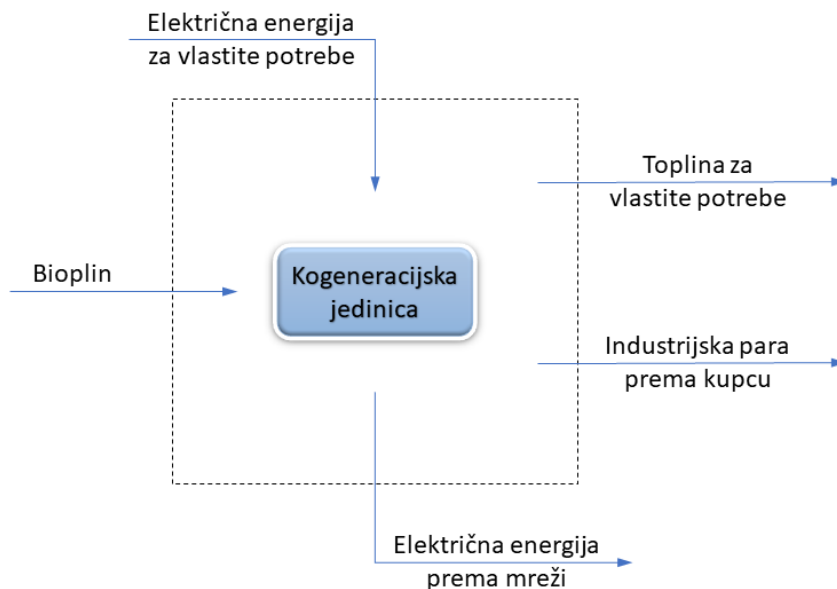 Električna energija
za vlastite potrebe
Toplina za
vlastite potrebe
Bioplin
Kogeneracijska
jedinica
Industrijska para
prema kupcu
Električna energija
prema mreži